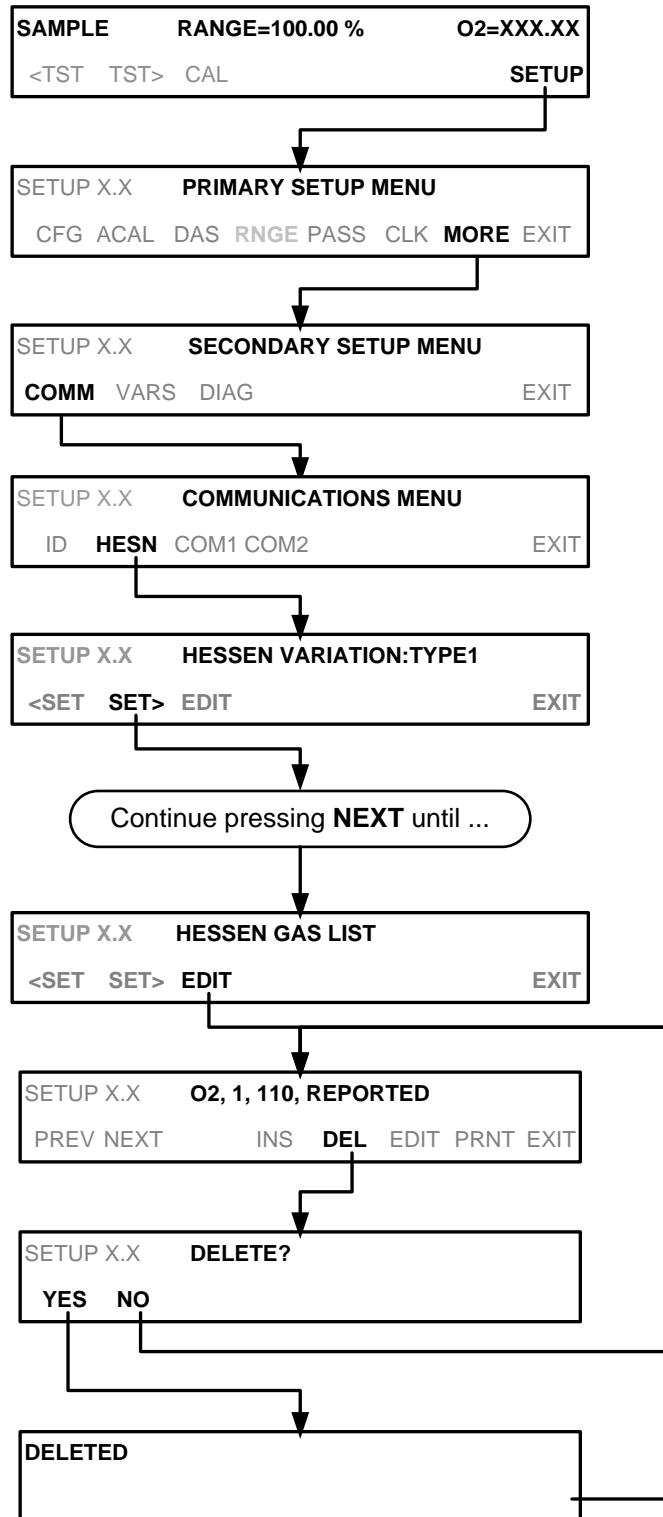 SAMPLE RANGE=100.00 % O2=XXX.XX
<TST TST> CAL SETUP
SETUP X.X PRIMARY SETUP MENU
CFG ACAL DAS RNGE PASS CLK MORE EXIT
SETUP X.X SECONDARY SETUP MENU
COMM VARS DIAG EXIT
SETUP X.X COMMUNICATIONS MENU
ID HESN COM1 COM2 EXIT
SETUP X.X HESSEN VARIATION:TYPE1
<SET SET> EDIT EXIT
Continue pressing NEXT until ...
SETUP X.X HESSEN GAS LIST
<SET SET> EDIT EXIT
SETUP X.X O2, 1, 110, REPORTED
PREV NEXT INS DEL EDIT PRNT EXIT
SETUP X.X DELETE?
YES NO
DELETED